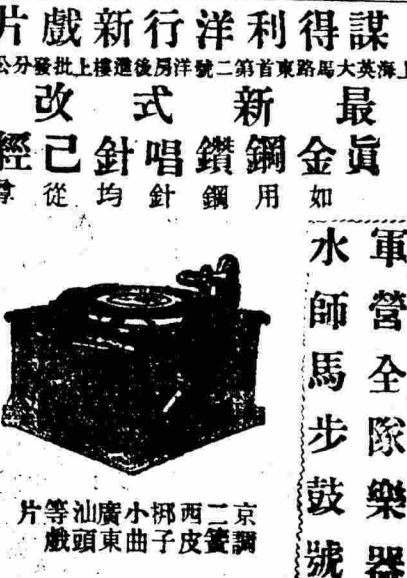 謀得利洋行新戲片
上海英大馬路東首第二號洋房後樓上批發分公
最新式改
眞金鋼鑽唱針己經
如用鋼針均從
軍營全隊樂器
水師馬步鼓號
京調
二簧
西皮
梆子
小曲
廣東
汕頭
等戲
片